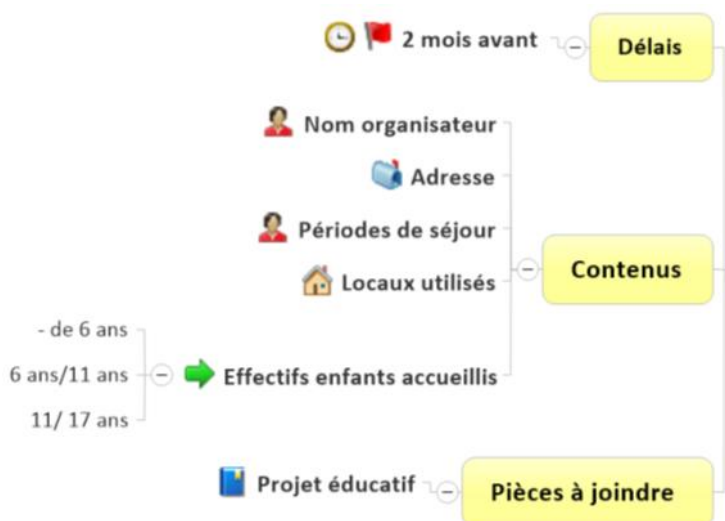 2 mois avant
Délais
Nom organisateur
Adresse
Périodes de séjour
Locaux utilisés
Contenus
- de 6 ans
6 ans/11 ans
11/ 17 ans
Effectifs enfants accueillis
Projet éducatif
Pièces à joindre